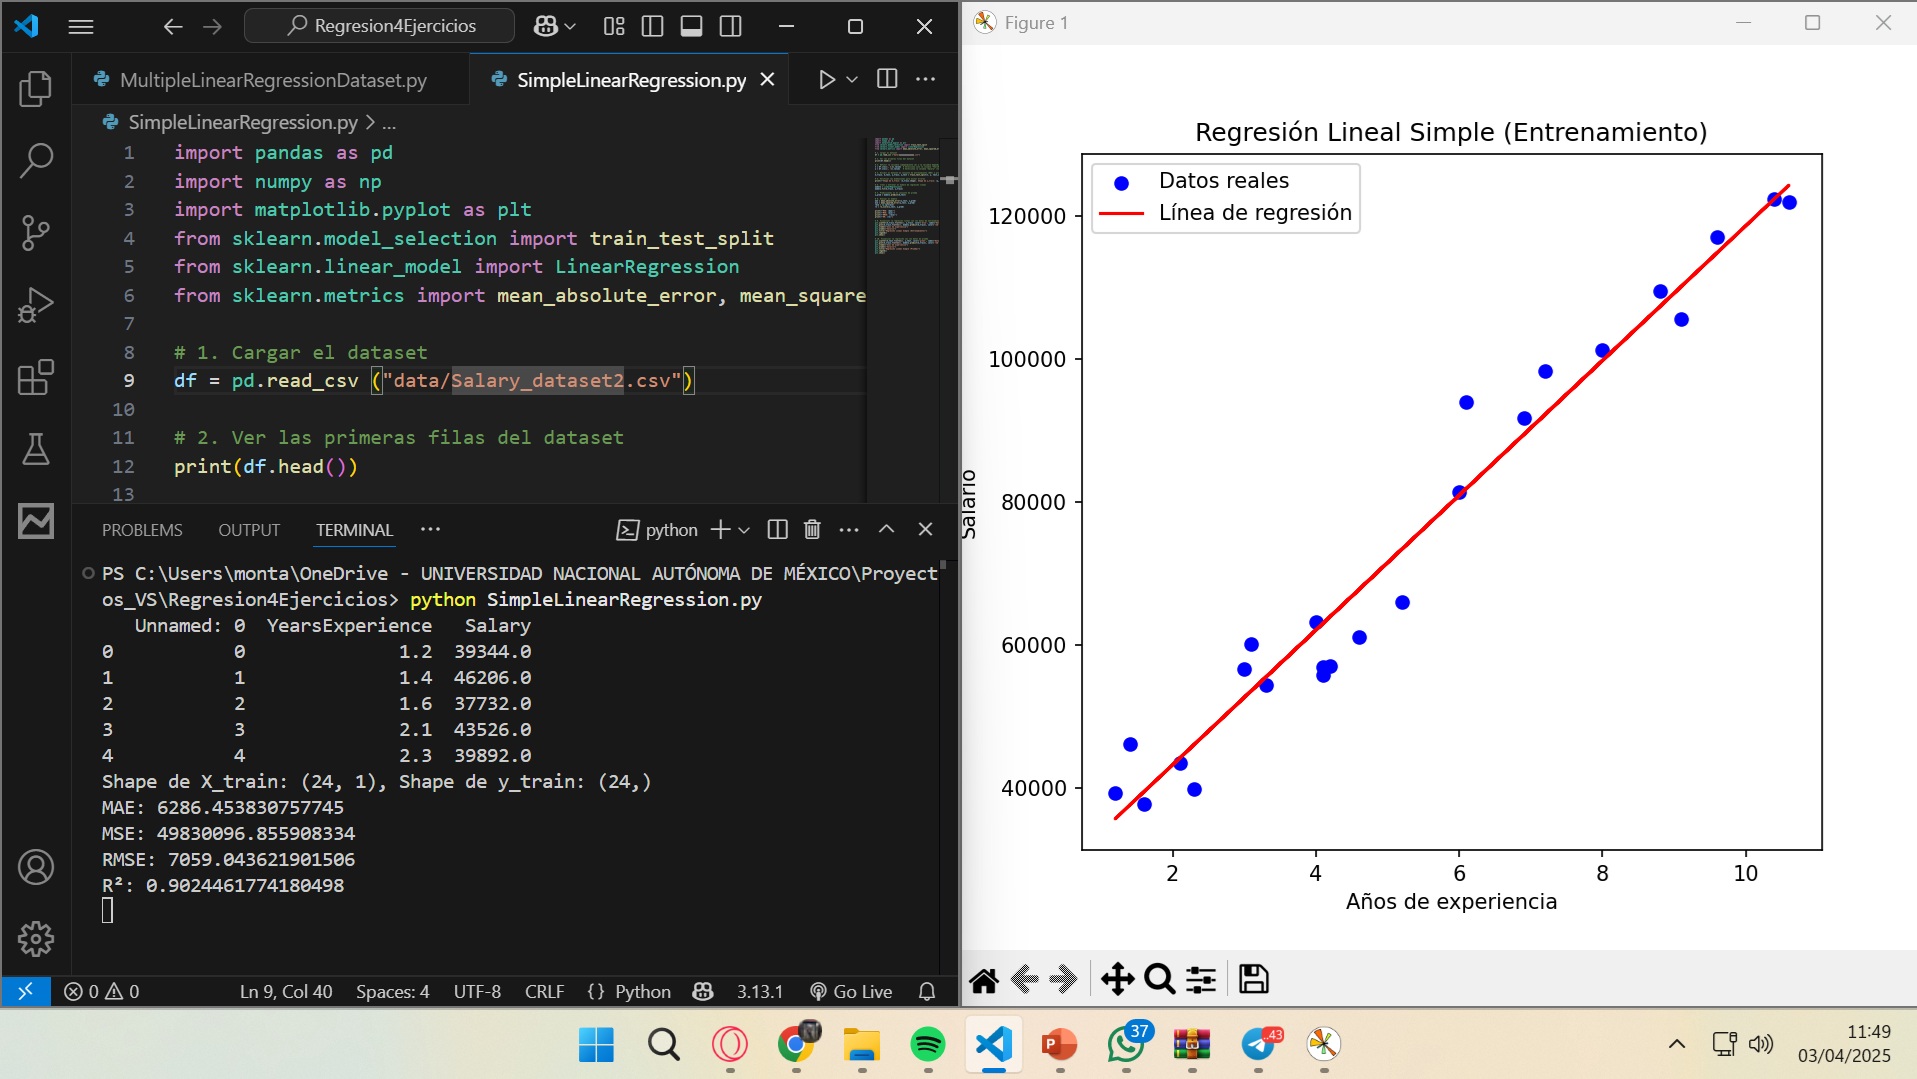 Regresion4Ejercicios
MultipleLinearRegressionDataset.py
SimpleLinearRegression.py
SimpleLinearRegression.py > ...
1 import pandas as pd
2 import numpy as np
3 import matplotlib.pyplot as plt
4 from sklearn.model_selection import train_test_split
5 from sklearn.linear_model import LinearRegression
6 from sklearn.metrics import mean_absolute_error, mean_square
7
8 # 1. Cargar el dataset
9 df = pd.read_csv ("data/Salary_dataset2.csv")
10
11 # 2. Ver las primeras filas del dataset
12 print(df.head())
13
PROBLEMS OUTPUT TERMINAL ... python
PS C:\Users\monta\OneDrive - UNIVERSIDAD NACIONAL AUTÓNOMA DE MÉXICO\Proyect
os_VS\Regresion4Ejercicios> python SimpleLinearRegression.py
Unnamed: 0 YearsExperience Salary
0 0 1.2 39344.0
1 1 1.4 46206.0
2 2 1.6 37732.0
3 3 2.1 43526.0
4 4 2.3 39892.0
Shape de X_train: (24, 1), Shape de y_train: (24,)
MAE: 6286.453830757745
MSE: 49830096.855908334
RMSE: 7059.043621901506
R²: 0.9024461774180498
0 0 Ln 9, Col 40 Spaces: 4 UTF-8 CRLF {} Python 3.13.1 Go Live
Figure 1
Regresión Lineal Simple (Entrenamiento)
Datos reales
Línea de regresión
120000
100000
80000
60000
40000
Salario
2 4 6 8 10
Años de experiencia
37
43
11:49
03/04/2025